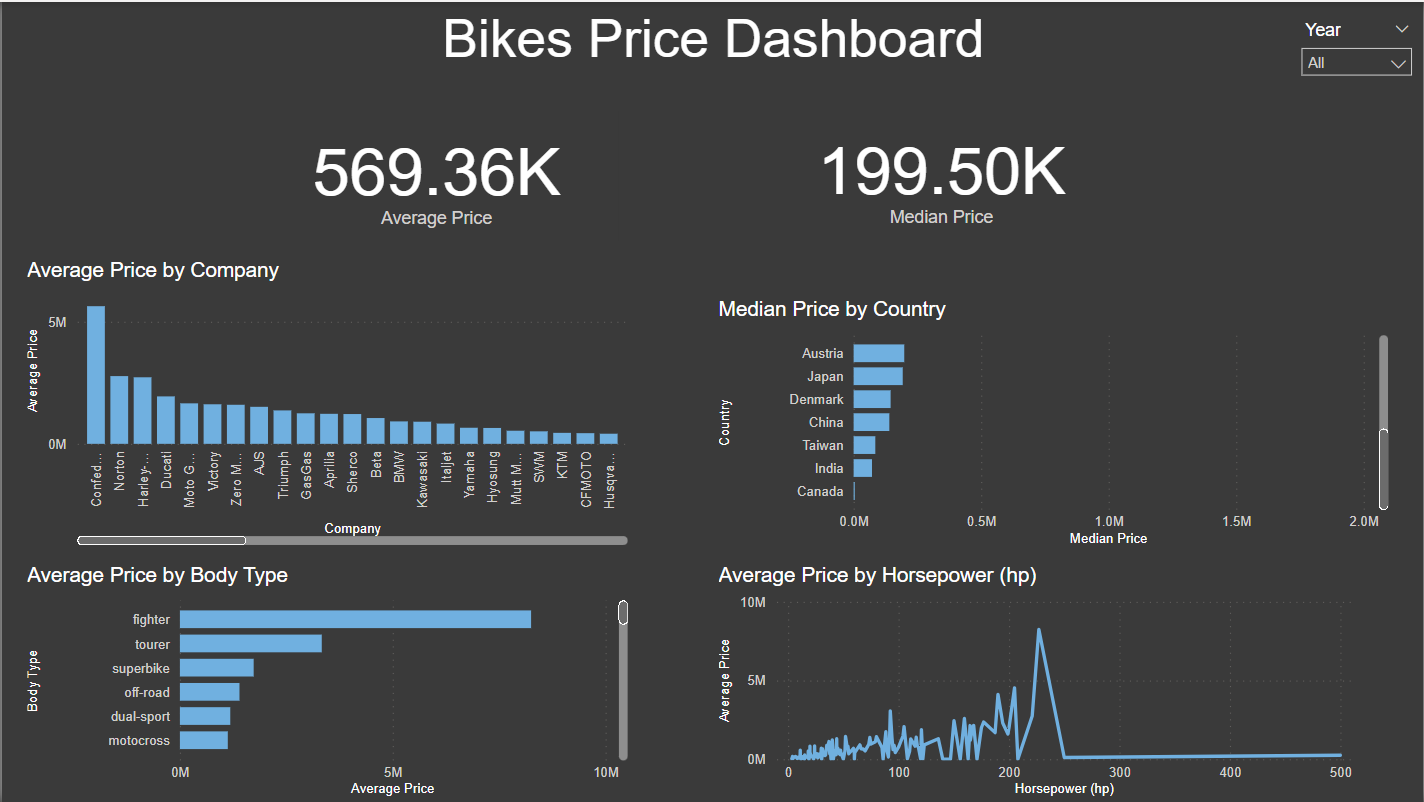 Bikes Price Dashboard
Year
All
569.36K
Average Price
199.50K
Median Price
Average Price by Company
Average Price
5M
0M
Confed...
Norton
Harley-...
Ducati
Moto G...
Victory
Zero M...
AJS
Triumph
GasGas
Aprilia
Sherco
Beta
BMW
Kawasaki
Italjet
Yamaha
Hyosung
Mutt M...
SWM
KTM
CFMOTO
Husqva...
Company
Median Price by Country
Country
Austria
Japan
Denmark
China
Taiwan
India
Canada
0.0M 0.5M 1.0M 1.5M 2.0M
Median Price
Average Price by Body Type
Body Type
fighter
tourer
superbike
off-road
dual-sport
motocross
0M 5M 10M
Average Price
Average Price by Horsepower (hp)
Average Price
10M
5M
0M
0 100 200 300 400 500
Horsepower (hp)